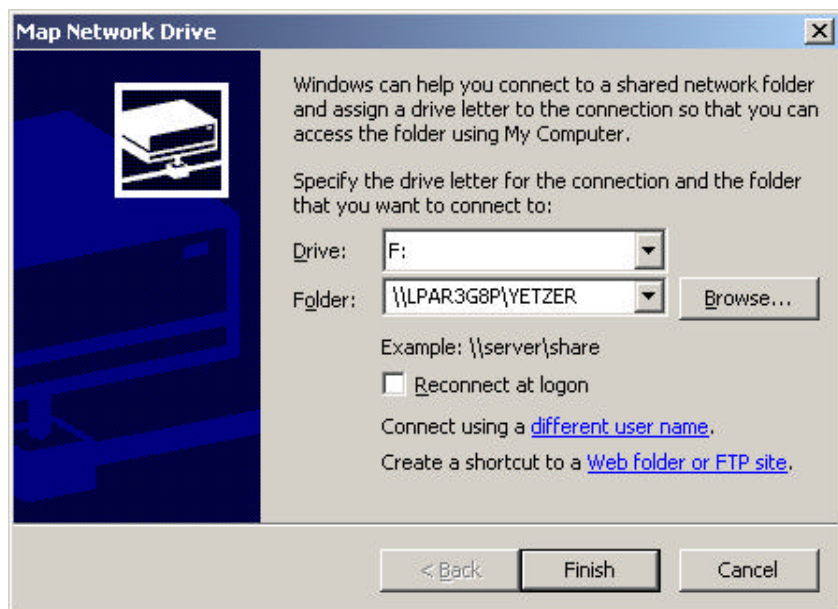 Map Network Drive
Windows can help you connect to a shared network folder
and assign a drive letter to the connection so that you can
access the folder using My Computer.
Specify the drive letter for the connection and the folder
that you want to connect to:
Drive: F:
Folder: \\LPAR3G8P\YETZER Browse...
Example: \\server\share
Reconnect at logon
Connect using a different user name.
Create a shortcut to a Web folder or FTP site.
< Back Finish Cancel